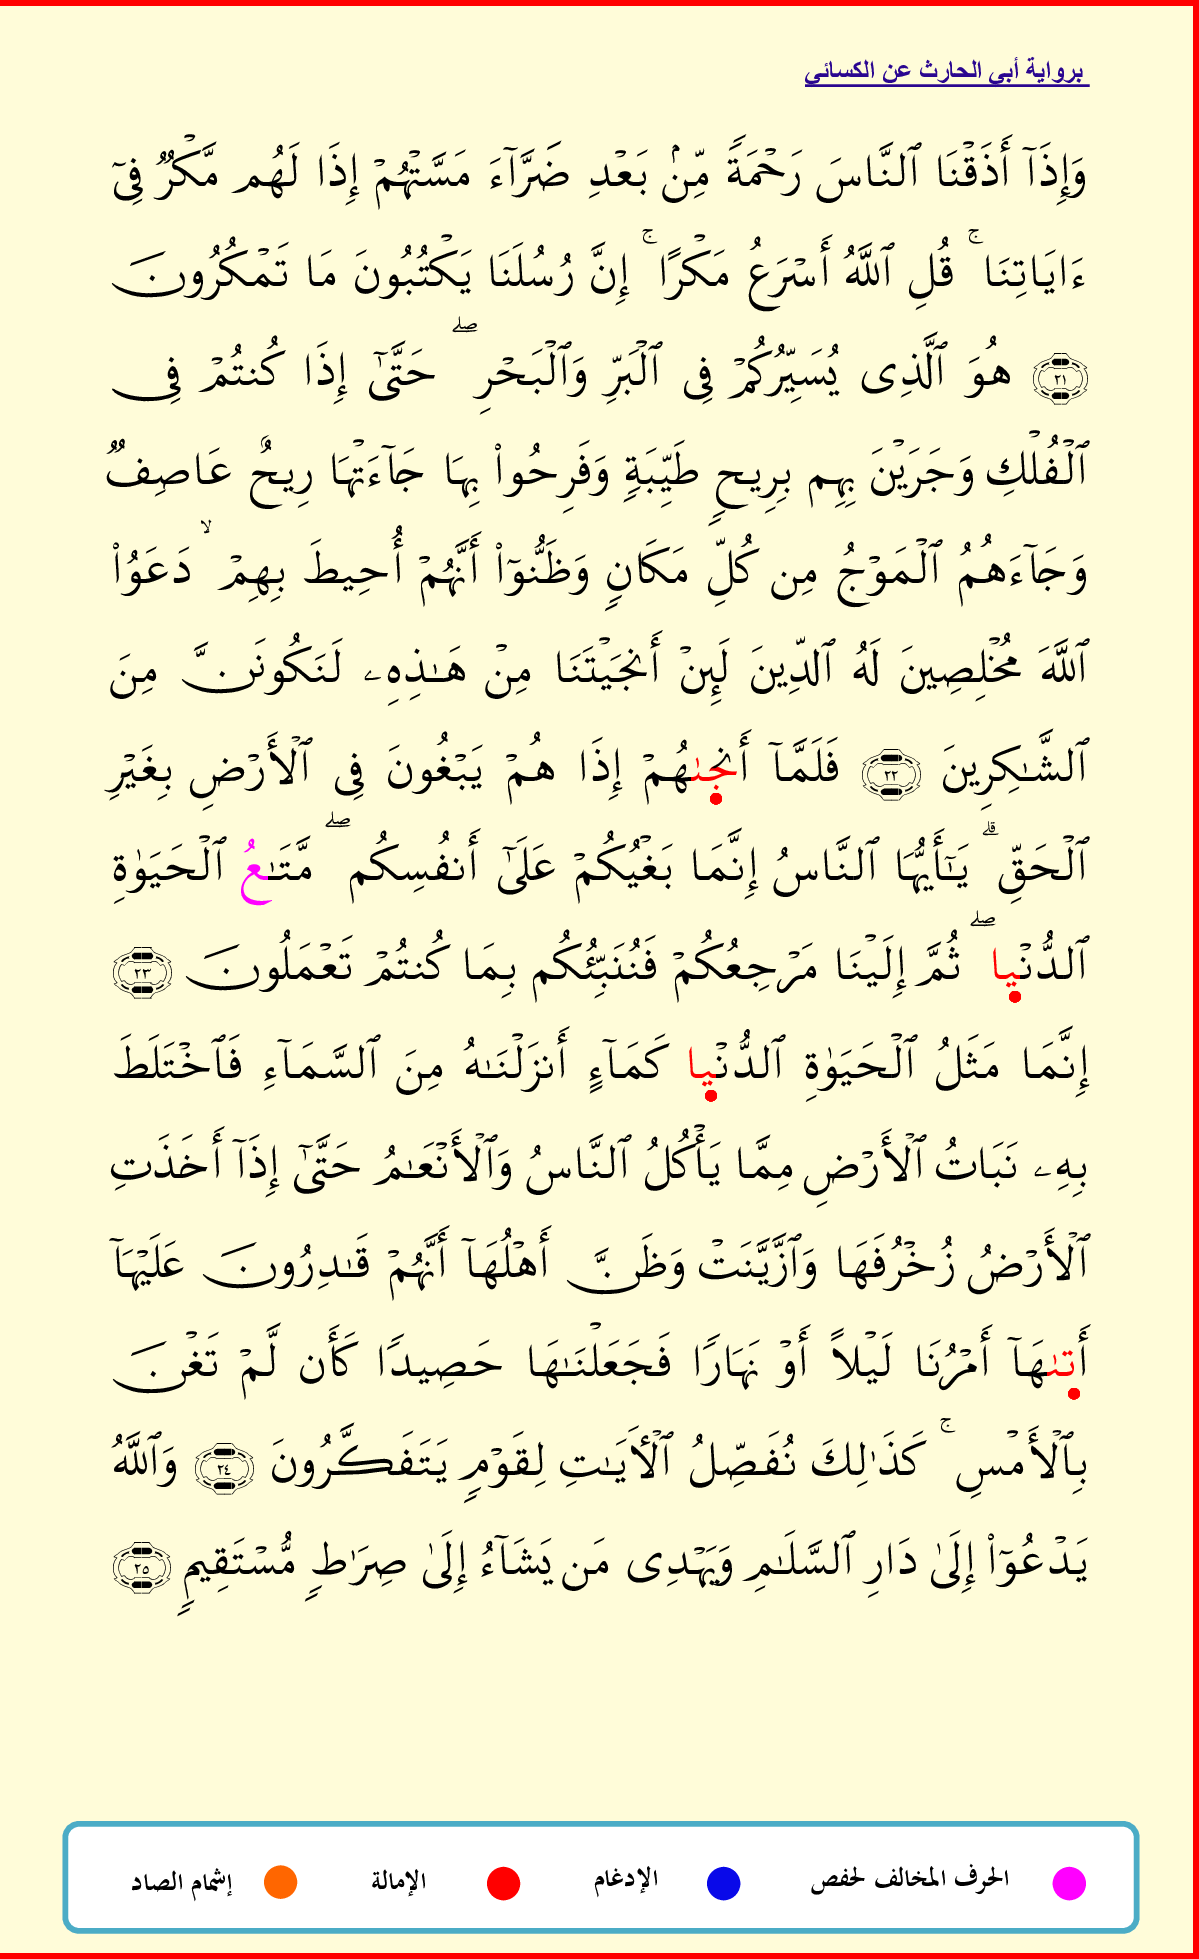 برواية أبي الحارث عن الكسائي
وَإِذَآ أَذَقْنَا ٱلنَّاسَ رَحْمَةً مِّنۢ بَعْدِ ضَرَّآءَ مَسَّتْهُمْ إِذَا لَهُم مَّكْرٌ فِىٓ
ءَايَاتِنَا ۚ قُلِ ٱللَّهُ أَسْرَعُ مَكْرًا ۚ إِنَّ رُسُلَنَا يَكْتُبُونَ مَا تَمْكُرُونَ
٢١ هُوَ ٱلَّذِى يُسَيِّرُكُمْ فِى ٱلْبَرِّ وَٱلْبَحْرِ ۖ حَتَّىٰٓ إِذَا كُنتُمْ فِى
ٱلْفُلْكِ وَجَرَيْنَ بِهِم بِرِيحٍ طَيِّبَةٍ وَفَرِحُوا۟ بِهَا جَآءَتْهَا رِيحٌ عَاصِفٌ
وَجَآءَهُمُ ٱلْمَوْجُ مِن كُلِّ مَكَانٍ وَظَنُّوٓا۟ أَنَّهُمْ أُحِيطَ بِهِمْ ۙ دَعَوُا۟
ٱللَّهَ مُخْلِصِينَ لَهُ ٱلدِّينَ لَئِنْ أَنجَيْتَنَا مِنْ هَـٰذِهِۦ لَنَكُونَنَّ مِنَ
ٱلشَّـٰكِرِينَ ٢٢ فَلَمَّآ أَنجىٰهُمْ إِذَا هُمْ يَبْغُونَ فِى ٱلْأَرْضِ بِغَيْرِ
ٱلْحَقِّ ۗ يَـٰٓأَيُّهَا ٱلنَّاسُ إِنَّمَا بَغْيُكُمْ عَلَىٰٓ أَنفُسِكُم ۖ مَّتَـٰعُ ٱلْحَيَوٰةِ
ٱلدُّنْيا ۖ ثُمَّ إِلَيْنَا مَرْجِعُكُمْ فَنُنَبِّئُكُم بِمَا كُنتُمْ تَعْمَلُونَ ٢٣
إِنَّمَا مَثَلُ ٱلْحَيَوٰةِ ٱلدُّنْيا كَمَآءٍ أَنزَلْنَـٰهُ مِنَ ٱلسَّمَآءِ فَٱخْتَلَطَ
بِهِۦ نَبَاتُ ٱلْأَرْضِ مِمَّا يَأْكُلُ ٱلنَّاسُ وَٱلْأَنْعَـٰمُ حَتَّىٰٓ إِذَآ أَخَذَتِ
ٱلْأَرْضُ زُخْرُفَهَا وَٱزَّيَّنَتْ وَظَنَّ أَهْلُهَآ أَنَّهُمْ قَـٰدِرُونَ عَلَيْهَآ
أَتىٰهَآ أَمْرُنَا لَيْلًا أَوْ نَهَارًا فَجَعَلْنَـٰهَا حَصِيدًا كَأَن لَّمْ تَغْنَ
بِٱلْأَمْسِ ۚ كَذَٰلِكَ نُفَصِّلُ ٱلْأَيَـٰتِ لِقَوْمٍ يَتَفَكَّرُونَ ٢٤ وَٱللَّهُ
يَدْعُوٓا۟ إِلَىٰ دَارِ ٱلسَّلَـٰمِ وَيَهْدِى مَن يَشَآءُ إِلَىٰ صِرَٰطٍ مُّسْتَقِيمٍ ٢٥
الحرف المخالف لحفص الإدغام الإمالة إشمام الصاد